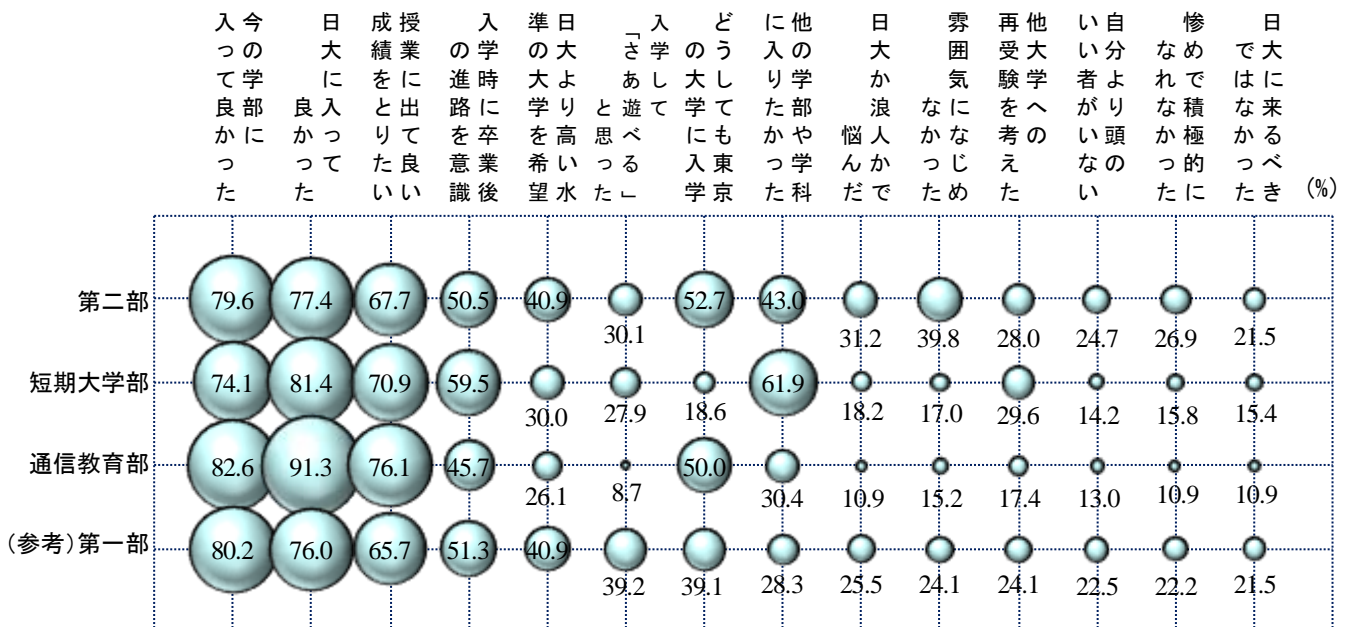 今の学部に
入って良かった
日大に入って
良かった
授業に出て良い
成績をとりたい
入学時に卒業後
の進路を意識
日大より高い水
準の大学を希望
入学して
「さあ遊べる」
と思った
どうしても東京
の大学に入学
他の学部や学科
に入りたかった
日大か浪人かで
悩んだ
雰囲気になじめ
なかった
他大学への
再受験を考えた
自分より頭の
いい者がいない
惨めで積極的に
なれなかった
日大に来るべき
ではなかった
(%)
第二部 79.6 77.4 67.7 50.5 40.9 30.1 52.7 43.0 31.2 39.8 28.0 24.7 26.9 21.5
短期大学部 74.1 81.4 70.9 59.5 30.0 27.9 18.6 61.9 18.2 17.0 29.6 14.2 15.8 15.4
通信教育部 82.6 91.3 76.1 45.7 26.1 8.7 50.0 30.4 10.9 15.2 17.4 13.0 10.9 10.9
(参考)第一部 80.2 76.0 65.7 51.3 40.9 39.2 39.1 28.3 25.5 24.1 24.1 22.5 22.2 21.5